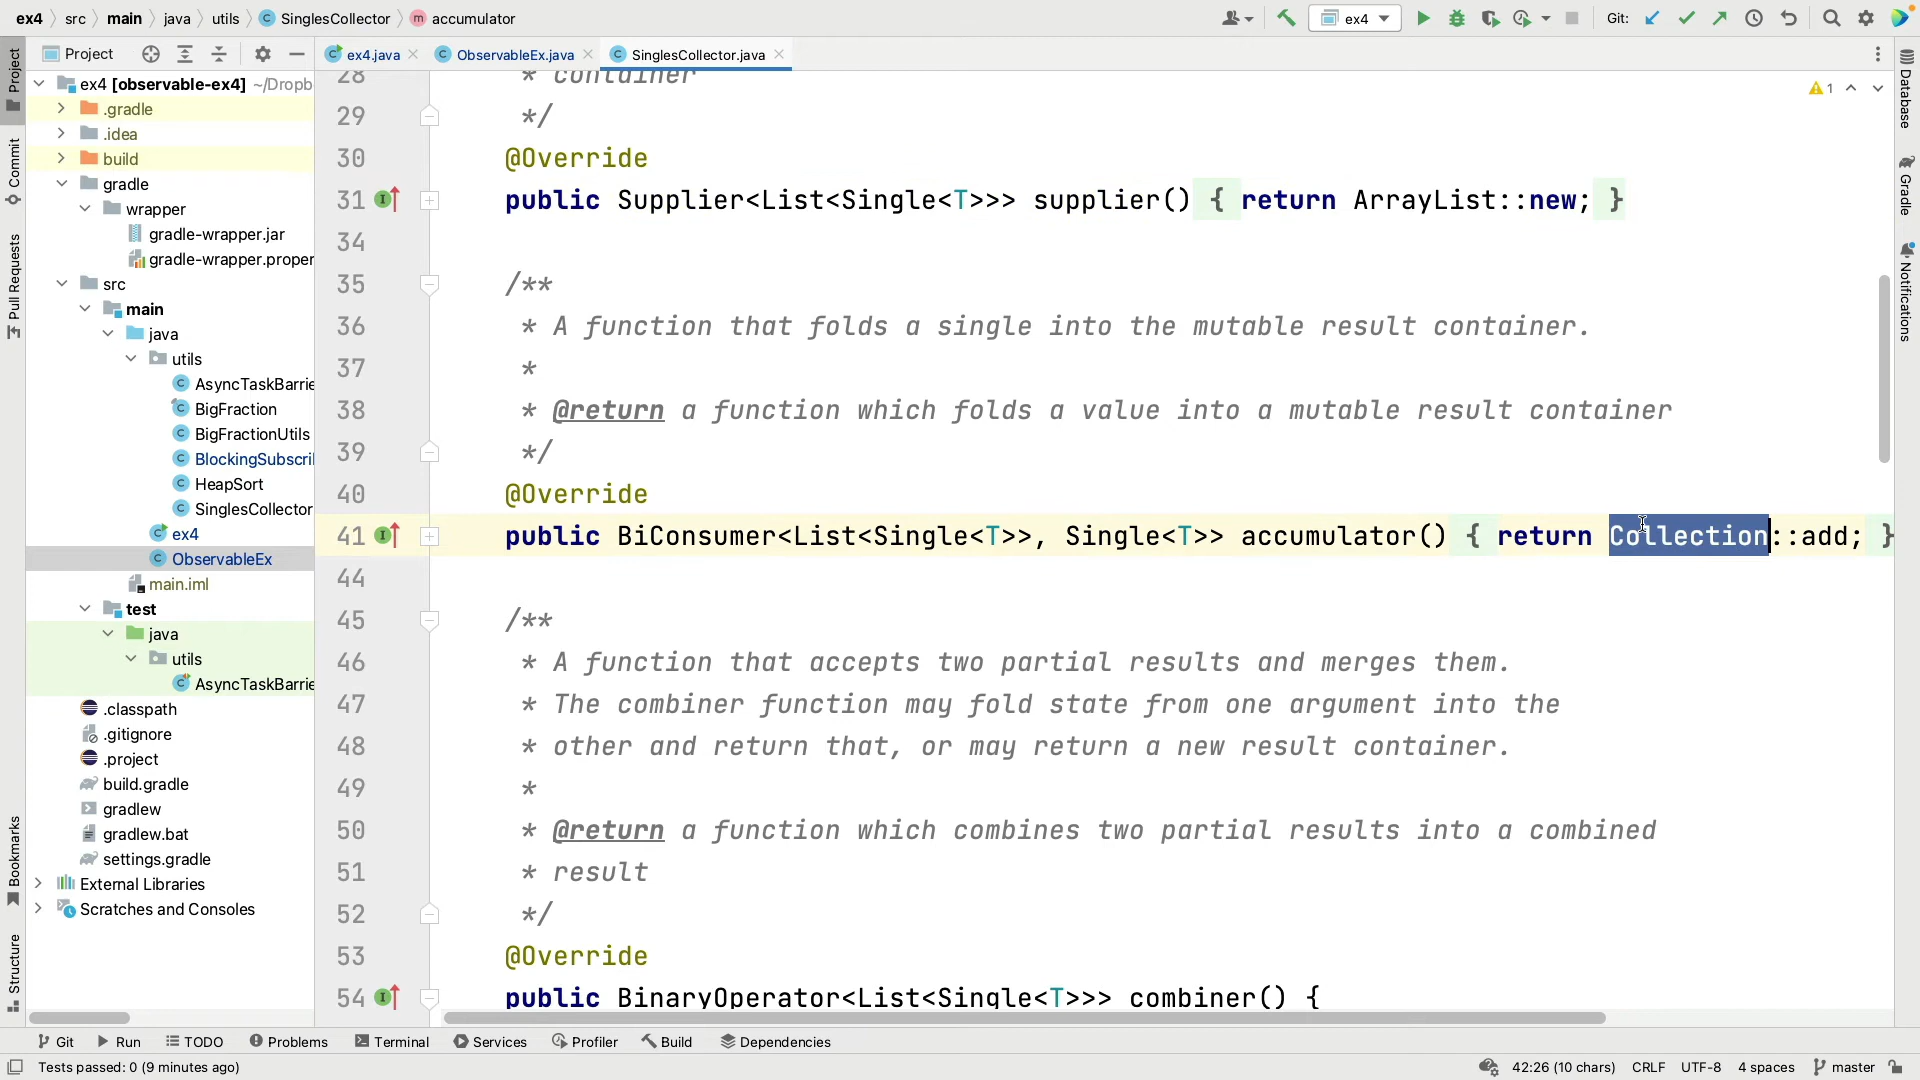 ex4 src main java utils SinglesCollector accumulator
ex4
Git:
Project
ex4.java
ObservableEx.java
SinglesCollector.java
1
ex4 [observable-ex4] ~/Dropb
.gradle
.idea
build
gradle
wrapper
gradle-wrapper.jar
gradle-wrapper.proper
src
main
java
utils
AsyncTaskBarrie
BigFraction
BigFractionUtils
BlockingSubscri
HeapSort
SinglesCollector
ex4
ObservableEx
main.iml
test
java
utils
AsyncTaskBarrie
.classpath
.gitignore
.project
build.gradle
gradlew
gradlew.bat
settings.gradle
External Libraries
Scratches and Consoles
28 * container
29 */
30 @Override
31 public Supplier<List<Single<T>>> supplier() { return ArrayList::new; }
34
35 /**
36 * A function that folds a single into the mutable result container.
37 *
38 * @return a function which folds a value into a mutable result container
39 */
40 @Override
41 public BiConsumer<List<Single<T>>, Single<T>> accumulator() { return Collection::add; }
44
45 /**
46 * A function that accepts two partial results and merges them.
47 * The combiner function may fold state from one argument into the
48 * other and return that, or may return a new result container.
49 *
50 * @return a function which combines two partial results into a combined
51 * result
52 */
53 @Override
54 public BinaryOperator<List<Single<T>>> combiner() {
Project
Commit
Pull Requests
Bookmarks
Structure
Database
Gradle
Notifications
Git Run TODO Problems Terminal Services Profiler Build Dependencies
Tests passed: 0 (9 minutes ago)
42:26 (10 chars) CRLF UTF-8 4 spaces master